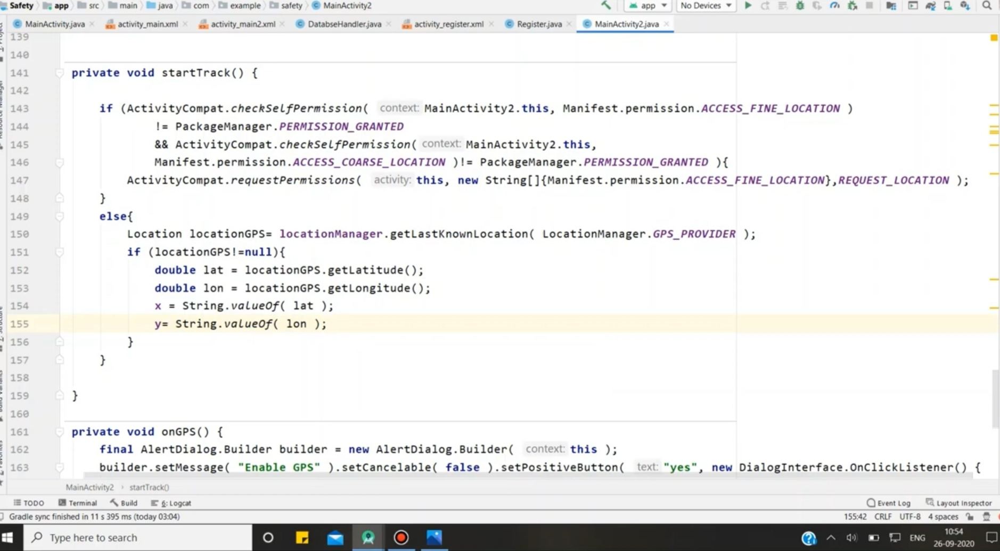 Safety app src main java com example safety MainActivity2 app No Devices
MainActivity.java activity_main.xml activity_main2.xml DatabseHandler.java activity_register.xml Register.java MainActivity2.java
139
140
141 private void startTrack() {
142
143 if (ActivityCompat.checkSelfPermission( context: MainActivity2.this, Manifest.permission.ACCESS_FINE_LOCATION )
144 != PackageManager.PERMISSION_GRANTED
145 && ActivityCompat.checkSelfPermission( context: MainActivity2.this,
146 Manifest.permission.ACCESS_COARSE_LOCATION )!= PackageManager.PERMISSION_GRANTED ){
147 ActivityCompat.requestPermissions( activity: this, new String[]{Manifest.permission.ACCESS_FINE_LOCATION},REQUEST_LOCATION );
148 }
149 else{
150 Location locationGPS= locationManager.getLastKnownLocation( LocationManager.GPS_PROVIDER );
151 if (locationGPS!=null){
152 double lat = locationGPS.getLatitude();
153 double lon = locationGPS.getLongitude();
154 x = String.valueOf( lat );
155 y= String.valueOf( lon );
156 }
157 }
158
159 }
160
161 private void onGPS() {
162 final AlertDialog.Builder builder = new AlertDialog.Builder( context: this );
163 builder.setMessage( "Enable GPS" ).setCancelable( false ).setPositiveButton( text: "yes", new DialogInterface.OnClickListener() {
MainActivity2 › startTrack()
TODO Terminal Build 6: Logcat Event Log Layout Inspector
Gradle sync finished in 11 s 395 ms (today 03:04) 155:42 CRLF UTF-8 4 spaces
Type here to search ENG 10:54
26-09-2020